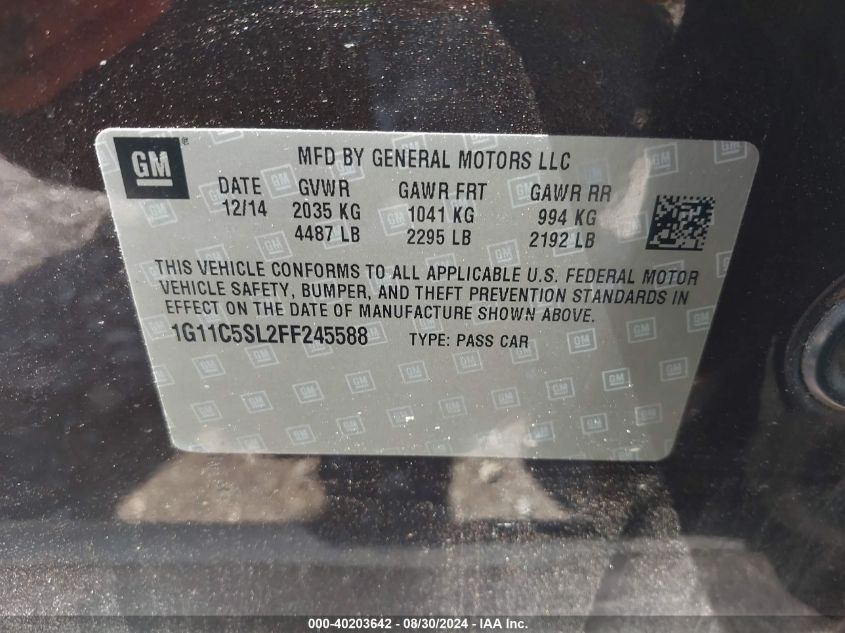 GM ®
MFD BY GENERAL MOTORS LLC
DATE GVWR GAWR FRT GAWR RR
12/14 2035 KG 1041 KG 994 KG
4487 LB 2295 LB 2192 LB
THIS VEHICLE CONFORMS TO ALL APPLICABLE U.S. FEDERAL MOTOR
VEHICLE SAFETY, BUMPER, AND THEFT PREVENTION STANDARDS IN
EFFECT ON THE DATE OF MANUFACTURE SHOWN ABOVE.
1G11C5SL2FF245588 TYPE: PASS CAR
000-40203642 - 08/30/2024 - IAA Inc.